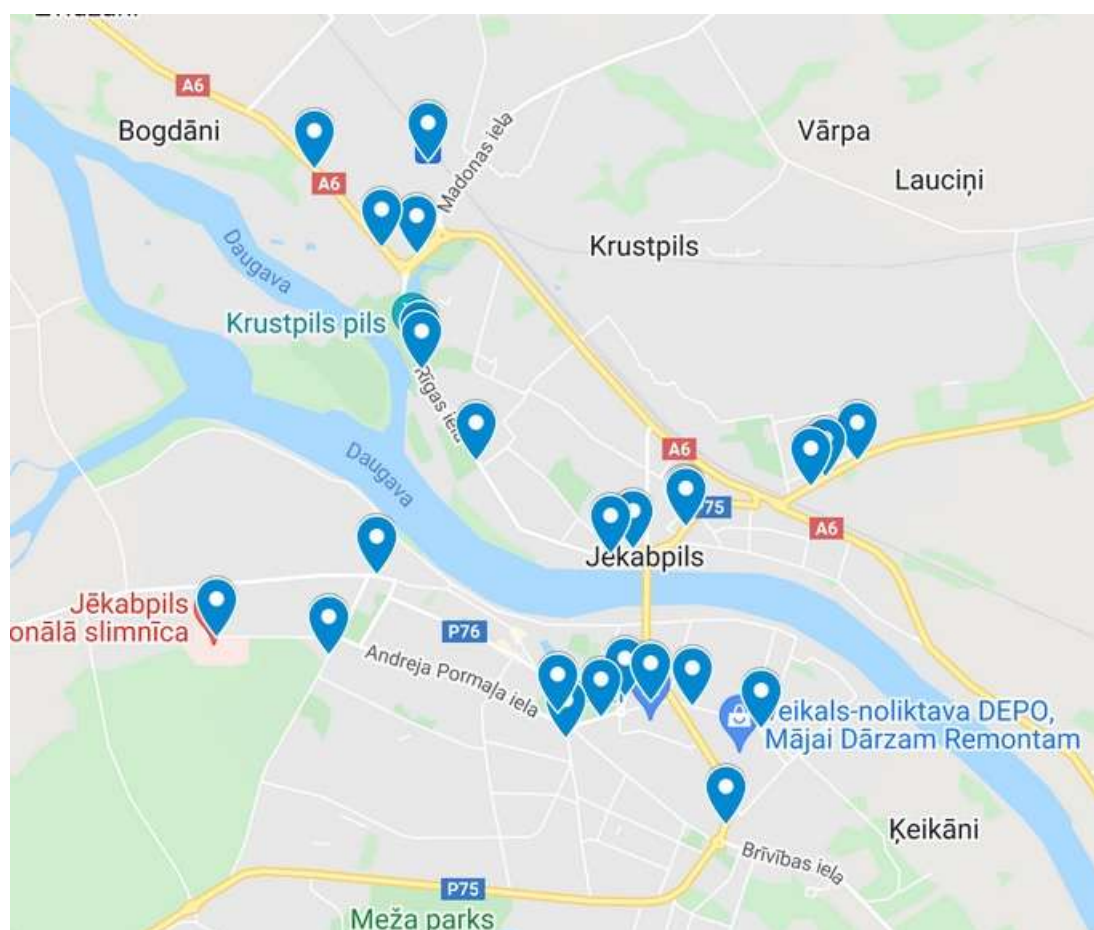 A6
Bogdāni
Madonas iela
Vārpa
A6
Lauciņi
Krustpils
Daugava
Krustpils pils
Rīgas iela
Daugava
A6
P75
A6
Jēkabpils
Jēkabpils
onālā slimnīca
P76
Andreja Pormaļa iela
eikals-noliktava DEPO,
Mājai Dārzam Remontam
Ķeikāni
Brīvības iela
P75
Meža parks